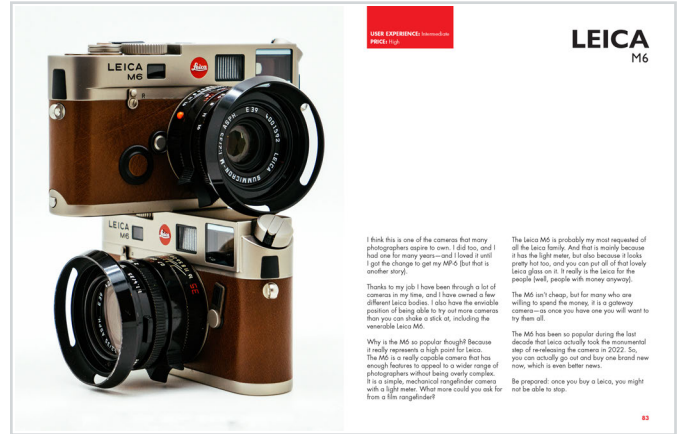 LEICA
M6
Leica
E39 4001592
LEICA SUMMICRON-M
ASPH.
LEICA
M6
USER EXPERIENCE: Intermediate
PRICE: High
LEICA
M6
I think this is one of the cameras that many
photographers aspire to own. I did too, and I
had one for many years—and I loved it until
I got the change to get my MP-6 (but that is
another story).
Thanks to my job I have been through a lot of
cameras in my time, and I have owned a few
different Leica bodies. I also have the enviable
position of being able to try out more cameras
than you can shake a stick at, including the
venerable Leica M6.
Why is the M6 so popular though? Because
it really represents a high point for Leica.
The M6 is a really capable camera that has
enough features to appeal to a wider range of
photographers without being overly complex.
It is a simple, mechanical rangefinder camera
with a light meter. What more could you ask for
from a film rangefinder?
The Leica M6 is probably my most requested of
all the Leica family. And that is mainly because
it has the light meter, but also because it looks
pretty hot too, and you can put all of that lovely
Leica glass on it. It really is the Leica for the
people (well, people with money anyway).
The M6 isn't cheap, but for many who are
willing to spend the money, it is a gateway
camera—as once you have one you will want to
try them all.
The M6 has been so popular during the last
decade that Leica actually took the monumental
step of re-releasing the camera in 2022. So,
you can actually go out and buy one brand new
now, which is even better news.
Be prepared: once you buy a Leica, you might
not be able to stop.
83